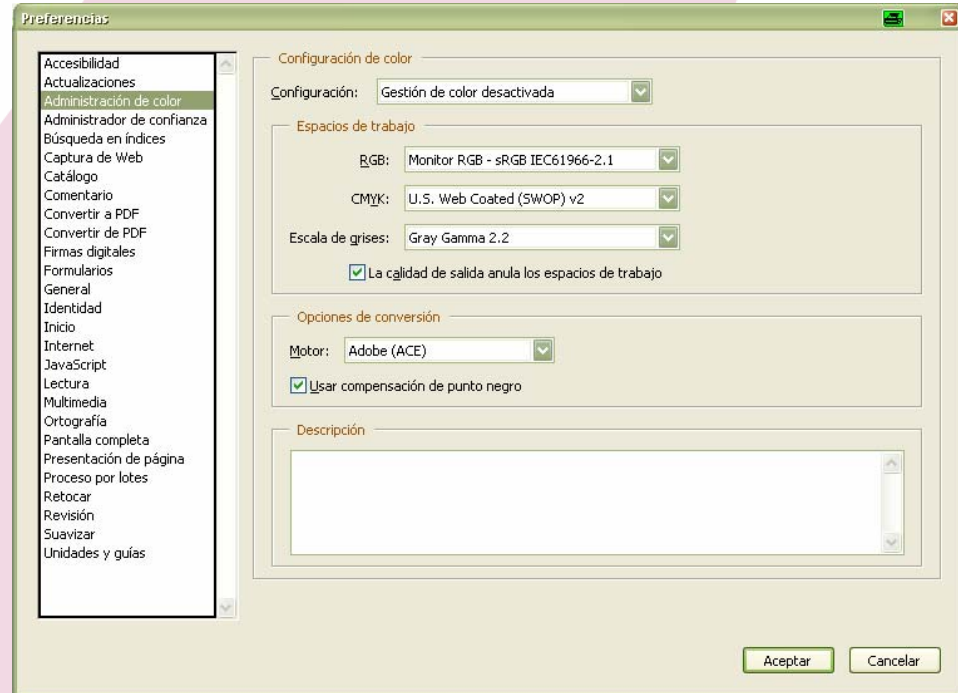 Preferencias
Accesibilidad
Actualizaciones
Administración de color
Administrador de confianza
Búsqueda en índices
Captura de Web
Catálogo
Comentario
Convertir a PDF
Convertir de PDF
Firmas digitales
Formularios
General
Identidad
Inicio
Internet
JavaScript
Lectura
Multimedia
Ortografía
Pantalla completa
Presentación de página
Proceso por lotes
Retocar
Revisión
Suavizar
Unidades y guías
Configuración de color
Configuración: Gestión de color desactivada
Espacios de trabajo
RGB: Monitor RGB - sRGB IEC61966-2.1
CMYK: U.S. Web Coated (SWOP) v2
Escala de grises: Gray Gamma 2.2
La calidad de salida anula los espacios de trabajo
Opciones de conversión
Motor: Adobe (ACE)
Usar compensación de punto negro
Descripción
Aceptar Cancelar